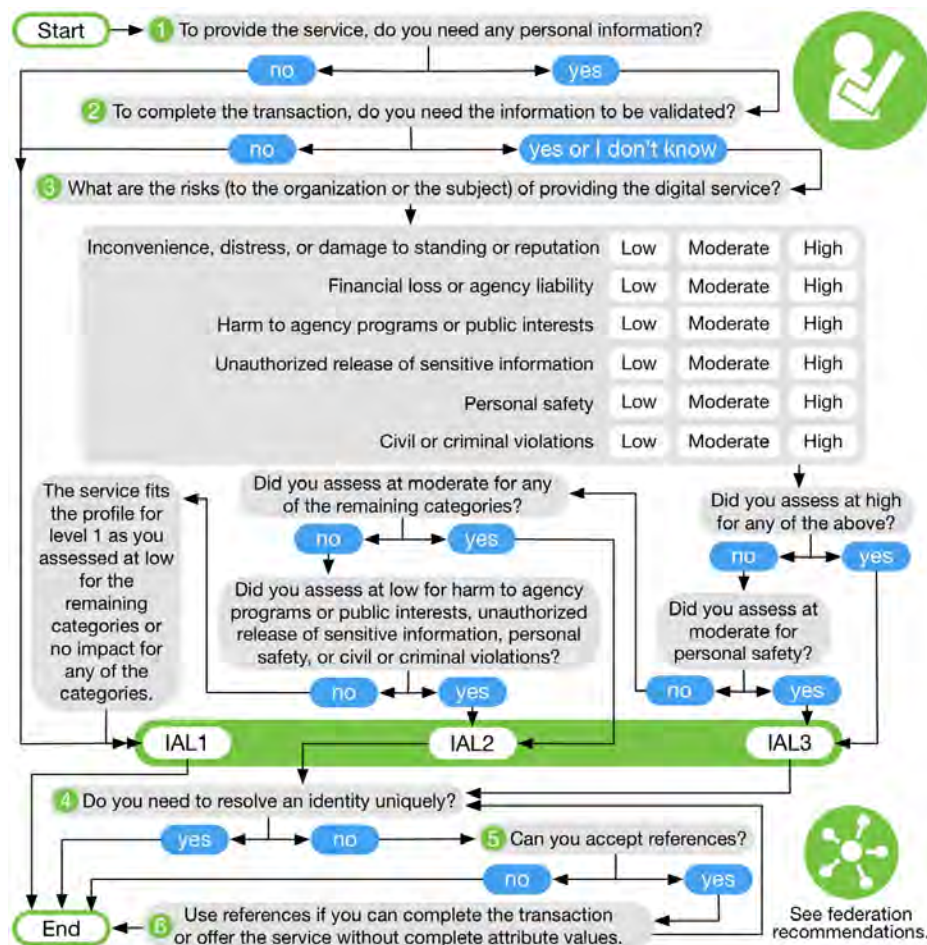 Start
1 To provide the service, do you need any personal information?
no
yes
2 To complete the transaction, do you need the information to be validated?
no
yes or I don't know
3 What are the risks (to the organization or the subject) of providing the digital service?
Inconvenience, distress, or damage to standing or reputation Low Moderate High
Financial loss or agency liability Low Moderate High
Harm to agency programs or public interests Low Moderate High
Unauthorized release of sensitive information Low Moderate High
Personal safety Low Moderate High
Civil or criminal violations Low Moderate High
Did you assess at high
for any of the above?
no
yes
Did you assess at
moderate for
personal safety?
no
yes
Did you assess at moderate for any
of the remaining categories?
no
yes
Did you assess at low for harm to agency
programs or public interests, unauthorized
release of sensitive information, personal
safety, or civil or criminal violations?
no
yes
The service fits
the profile for
level 1 as you
assessed at low
for the
remaining
categories or
no impact for
any of the
categories.
IAL1
IAL2
IAL3
4 Do you need to resolve an identity uniquely?
yes
no
5 Can you accept references?
no
yes
6 Use references if you can complete the transaction
or offer the service without complete attribute values.
End
See federation
recommendations.